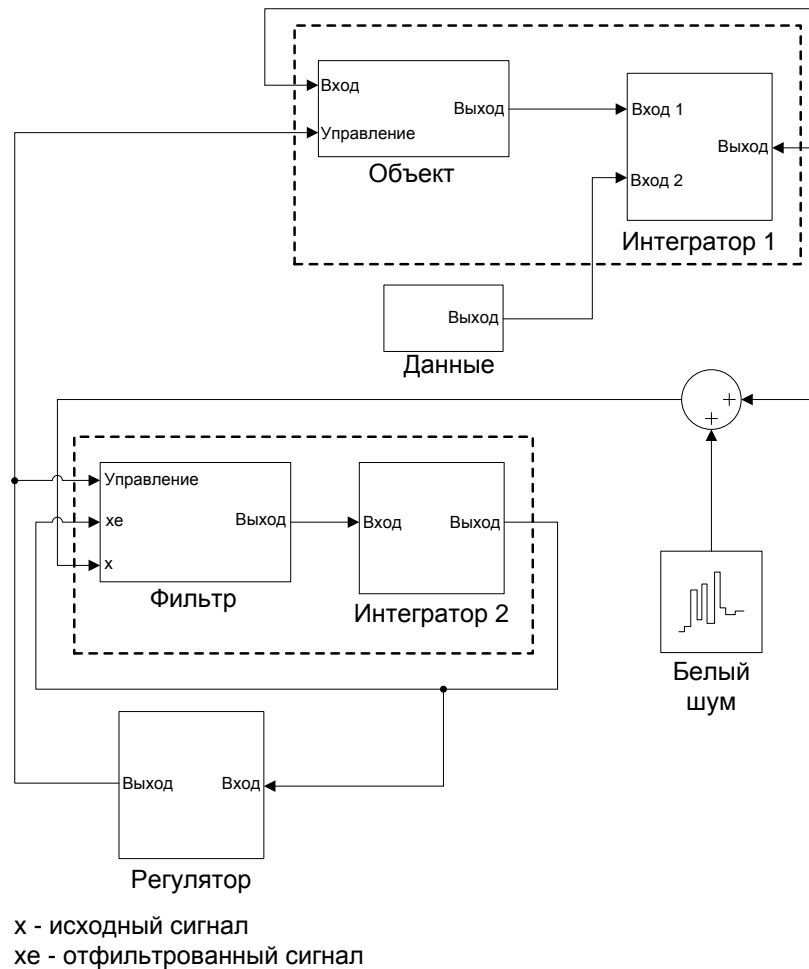 Вход
Управление
Выход
Объект
Вход 1
Вход 2
Выход
Интегратор 1
Выход
Данные
+
+
Управление
xe
x
Выход
Фильтр
Вход
Выход
Интегратор 2
Белый
шум
Выход
Вход
Регулятор
x - исходный сигнал
xe - отфильтрованный сигнал